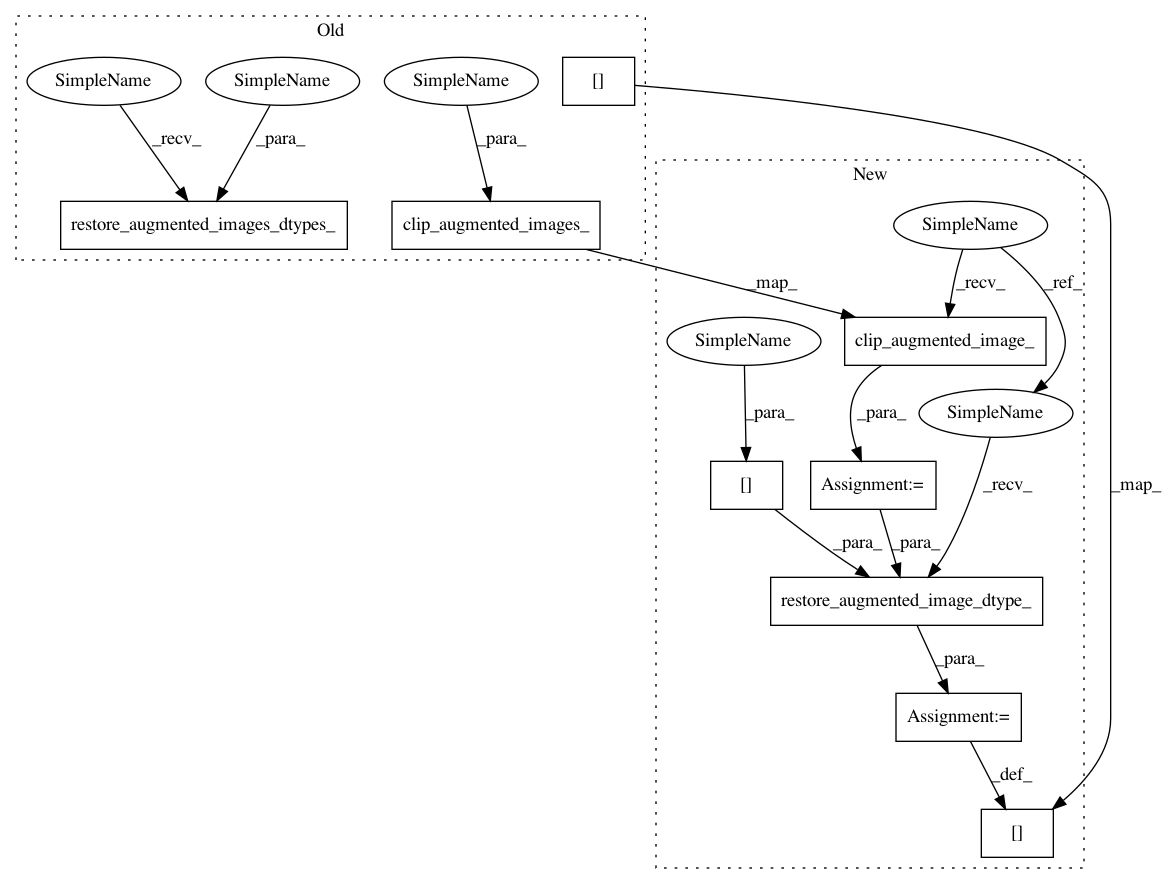 Old
SimpleName
SimpleName
SimpleName
[]
_recv_
_para_
_para_
restore_augmented_images_dtypes_
clip_augmented_images_
New
SimpleName
_map_
_recv_
_ref_
SimpleName
clip_augmented_image_
_para_
_para_
SimpleName
[]
Assignment:=
_recv_
_map_
_para_
_para_
restore_augmented_image_dtype_
_para_
Assignment:=
_def_
[]